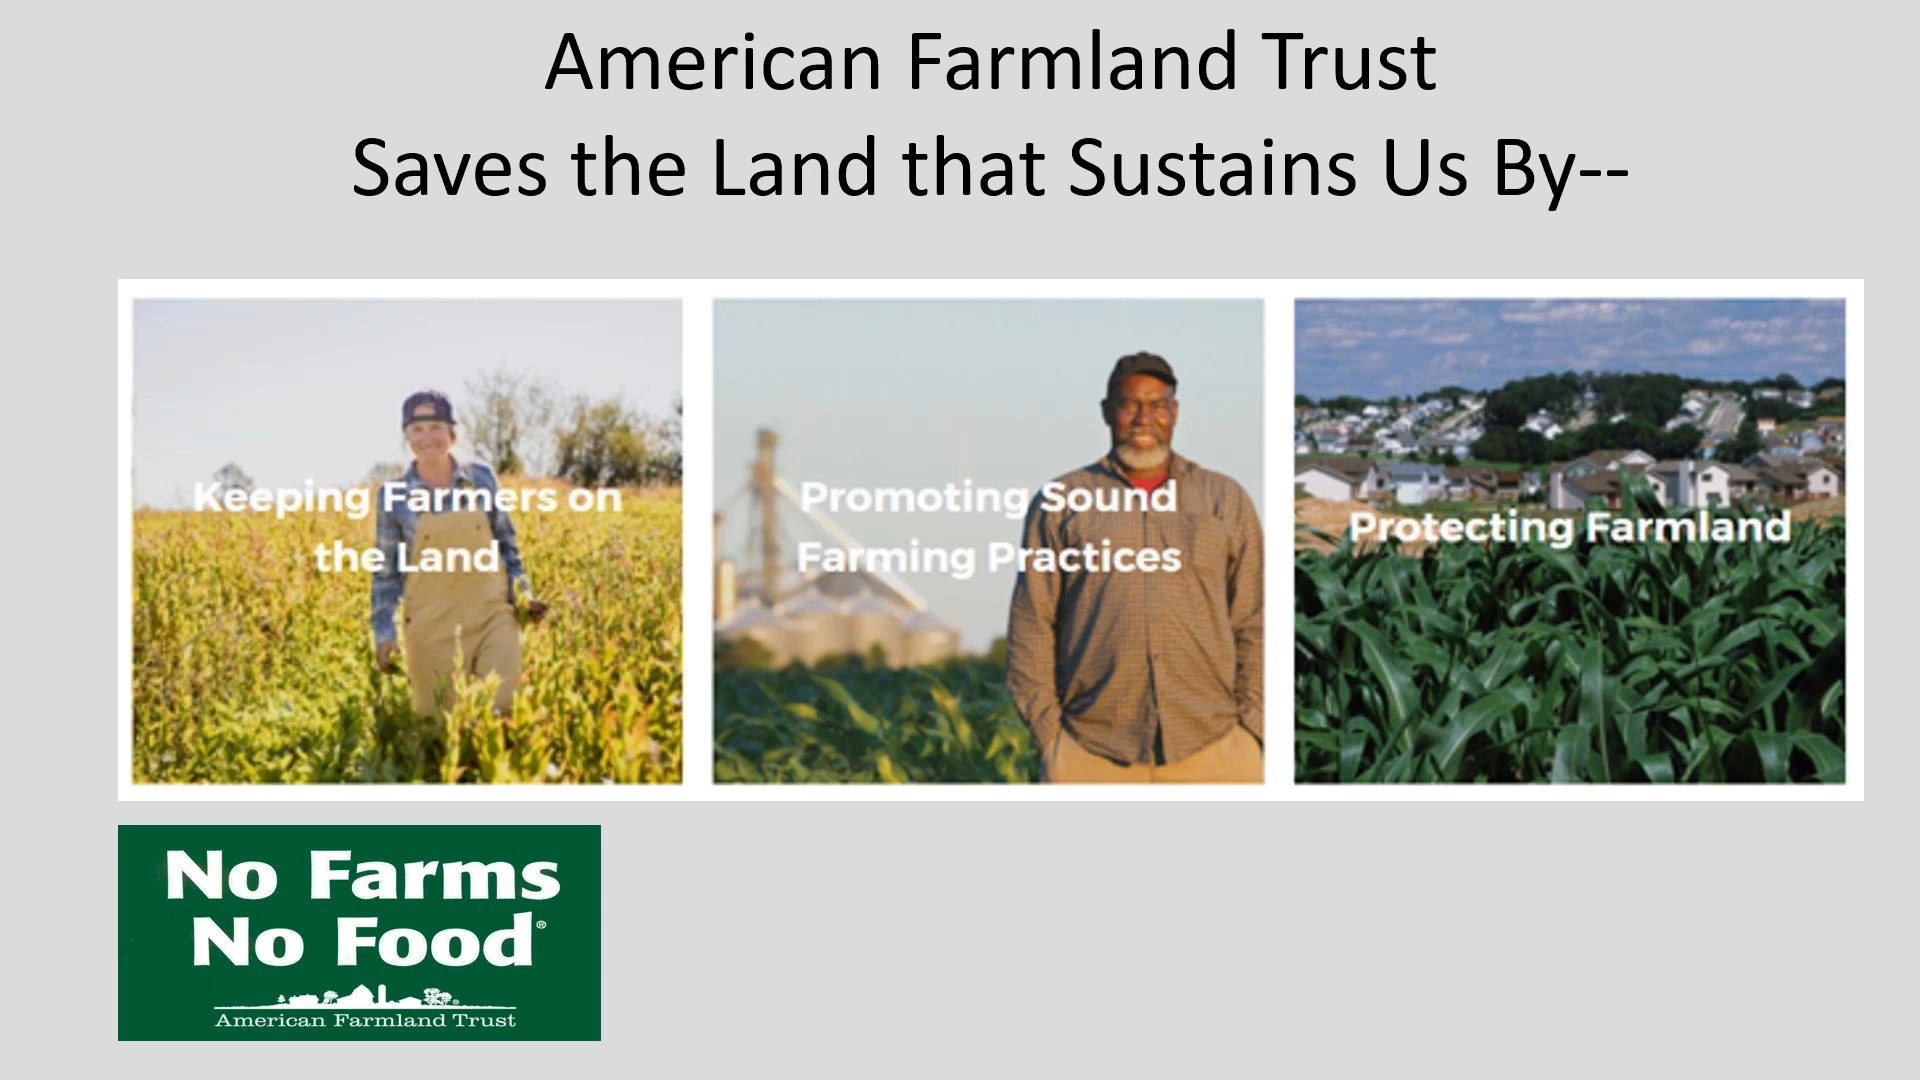 American Farmland Trust
Saves the Land that Sustains Us By--
Keeping Farmers on
the Land
Promoting Sound
Farming Practices
Protecting Farmland
No Farms
No Food®
American Farmland Trust